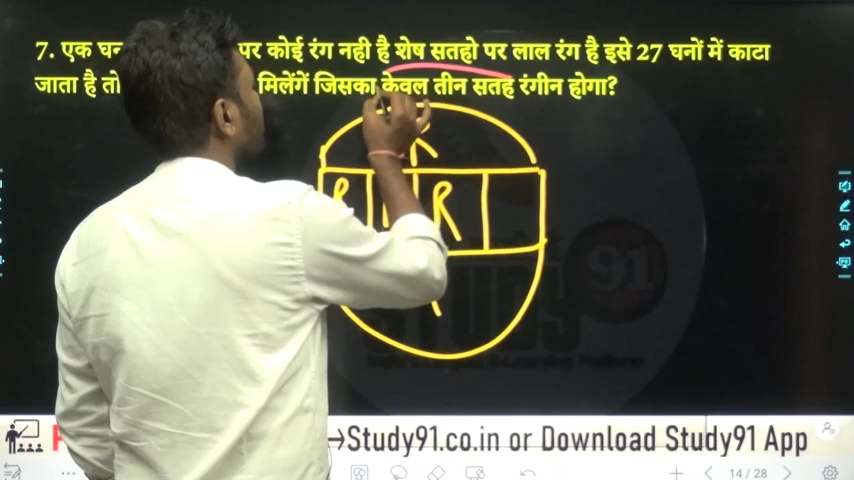 7. एक पर कोई रंग नही है शेष सतहो पर लाल रंग है इसे 27 घनों में काटा
जाता है तो मिलेंगें जिसका केवल तीन सतह रंगीन होगा?
R
R
R
91
STUDY
→Study91.co.in or Download Study91 App
14 / 28